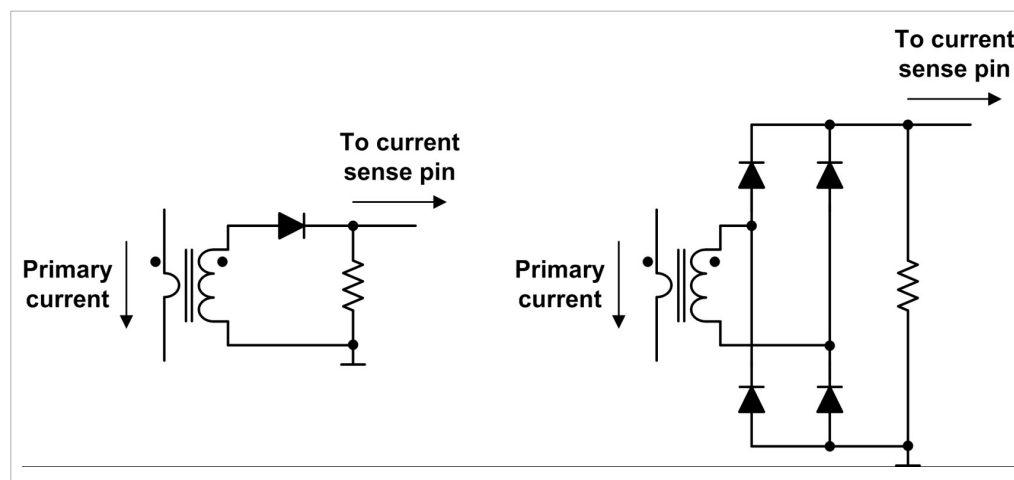 To current
sense pin
Primary
current
To current
sense pin
Primary
current